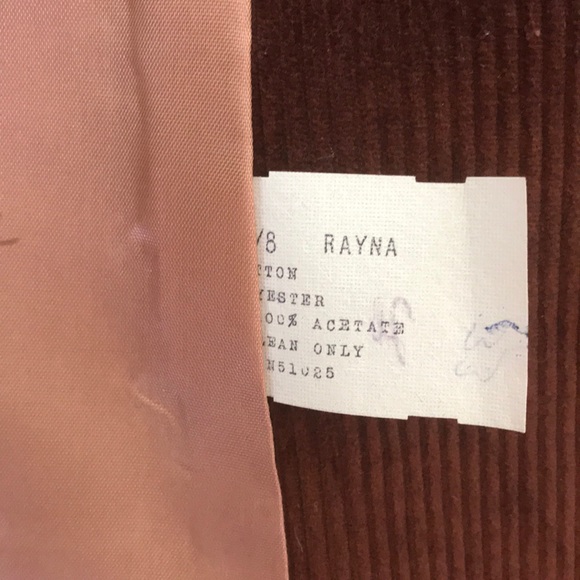 /8 RAYNA
TTON
YESTER
00% ACETATE
LEAN ONLY
N51025